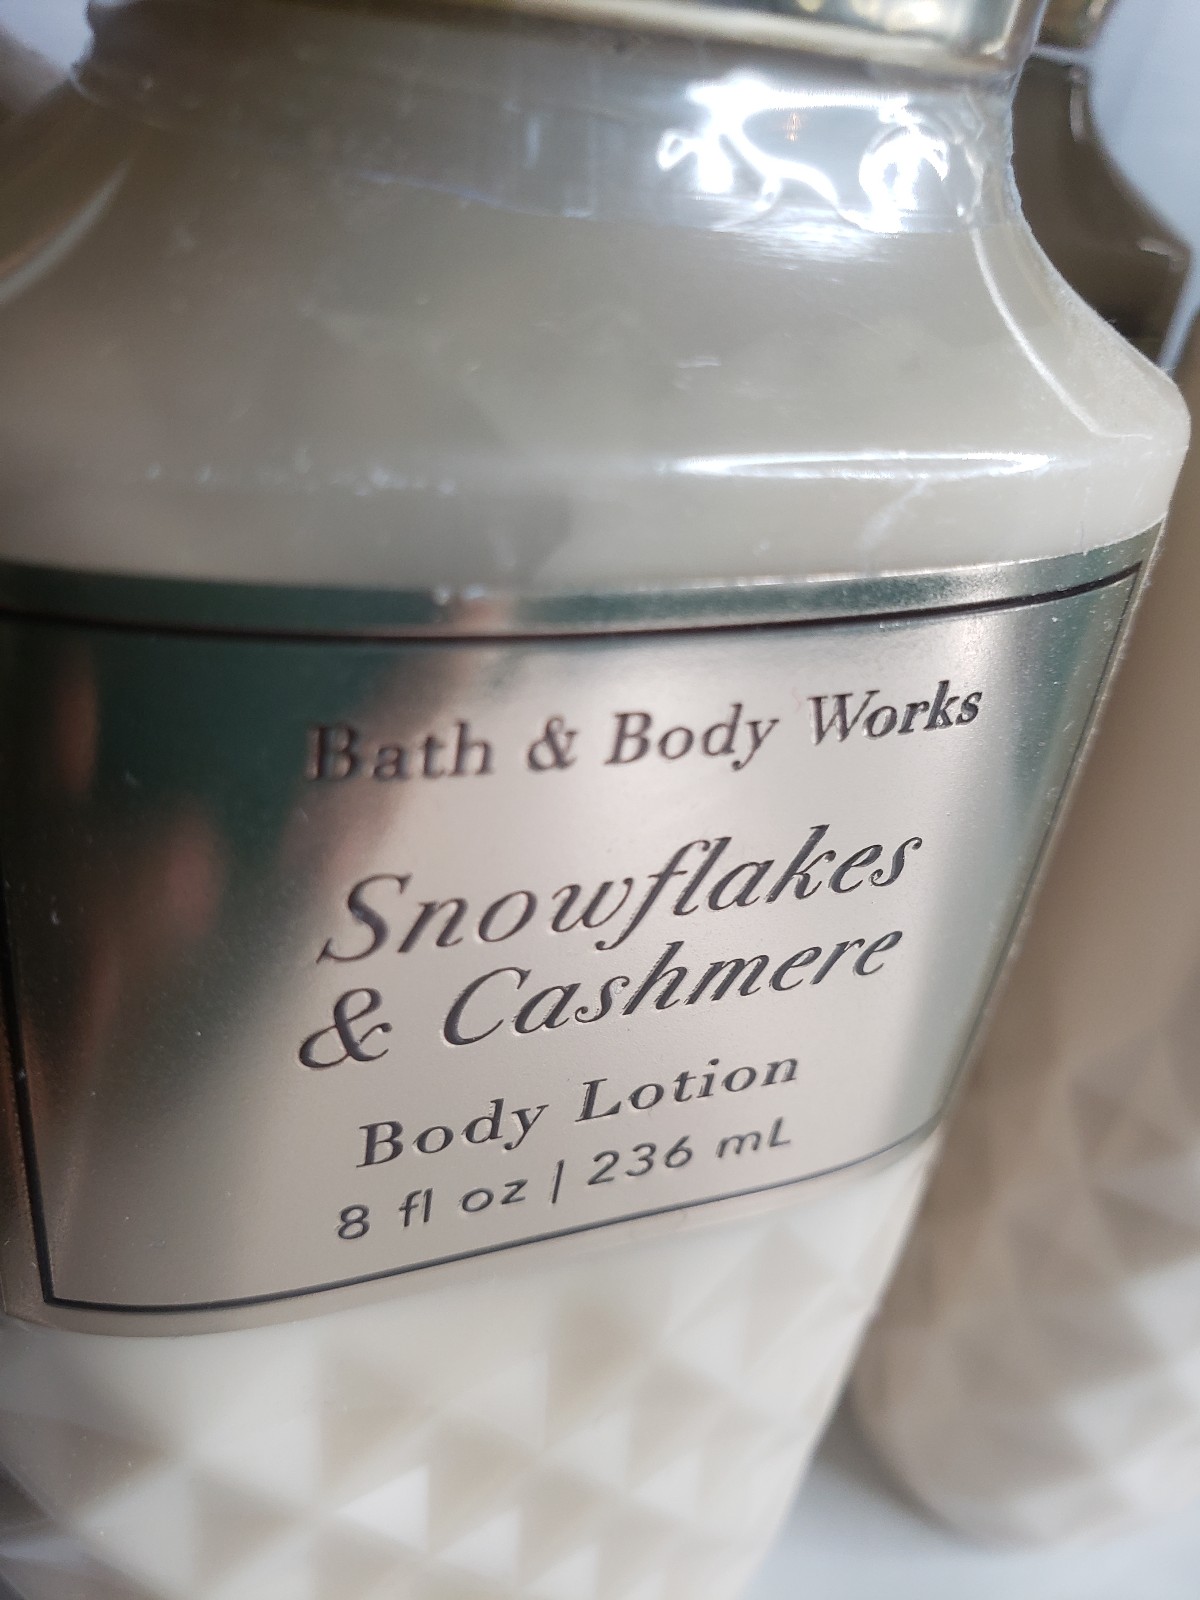 Bath & Body Works
Snowflakes
& Cashmere
Body Lotion
8 fl oz | 236 mL